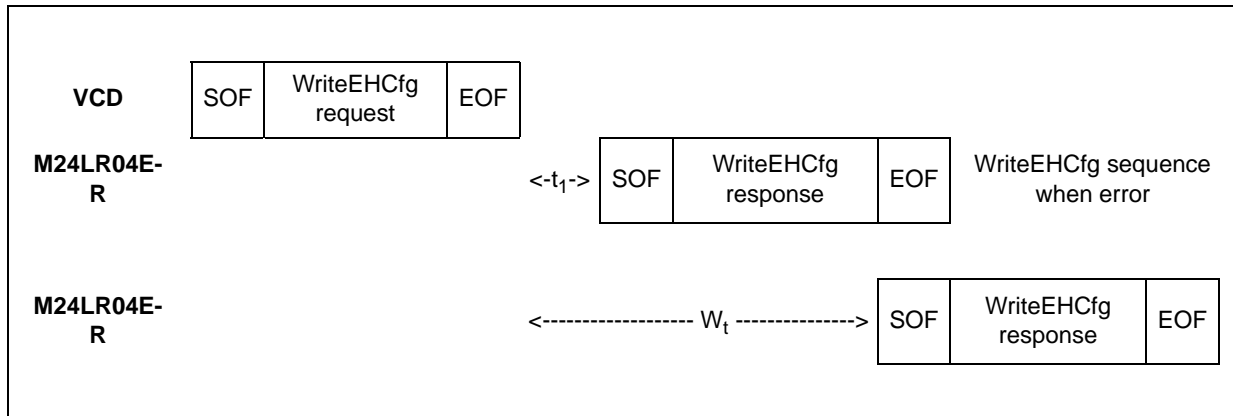 VCD SOF WriteEHCfg request EOF
M24LR04E-R <-t1-> SOF WriteEHCfg response EOF WriteEHCfg sequence when error
M24LR04E-R <-------------------- Wt ---------------> SOF WriteEHCfg response EOF